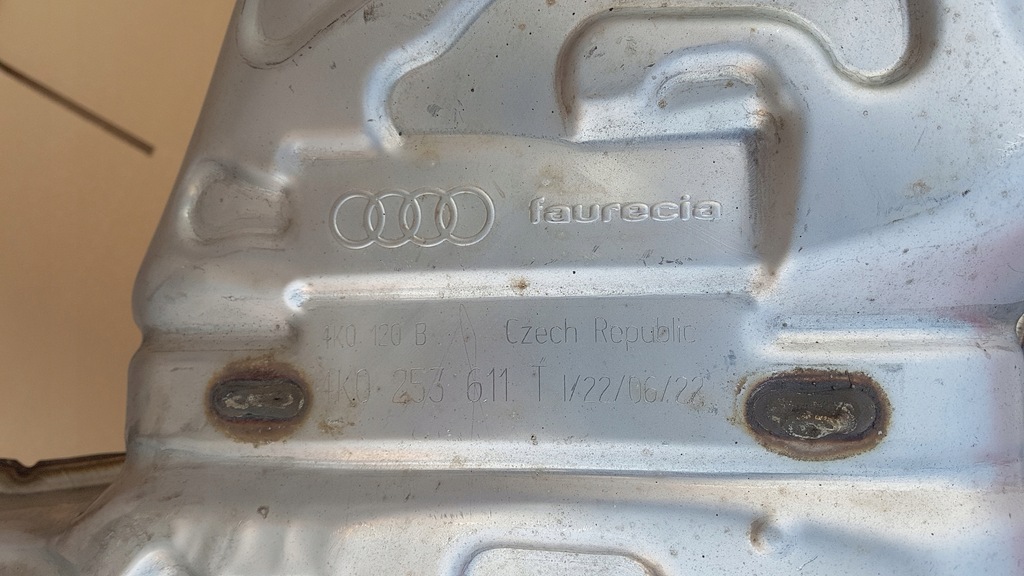 faurecia
4K0 120 B Czech Republic
4K0 253 611 T 1/22/06/22